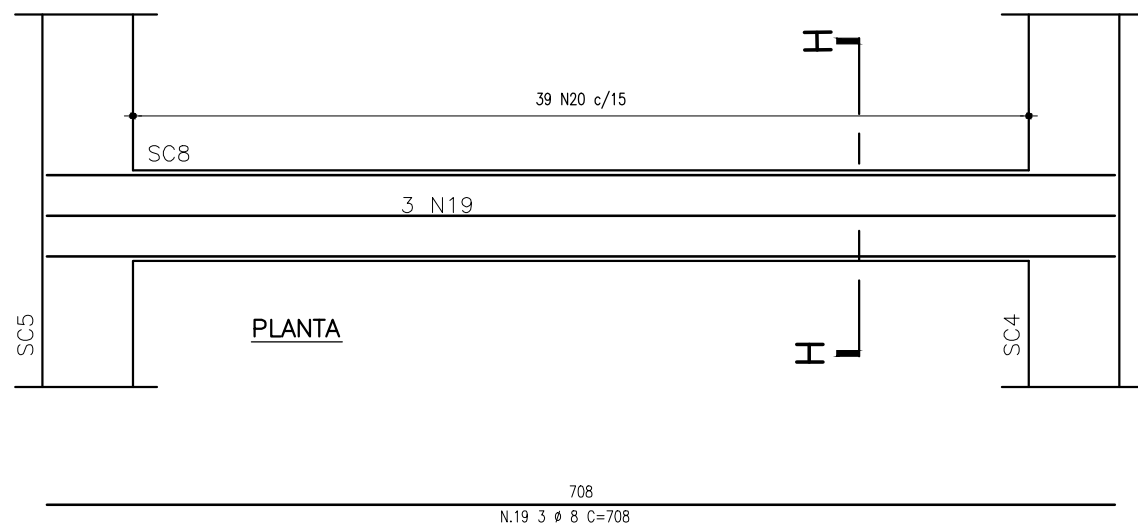 H
39 N20 c/15
SC8
3 N19
SC5
PLANTA
SC4
H
708
N.19 3 ø 8 C=708